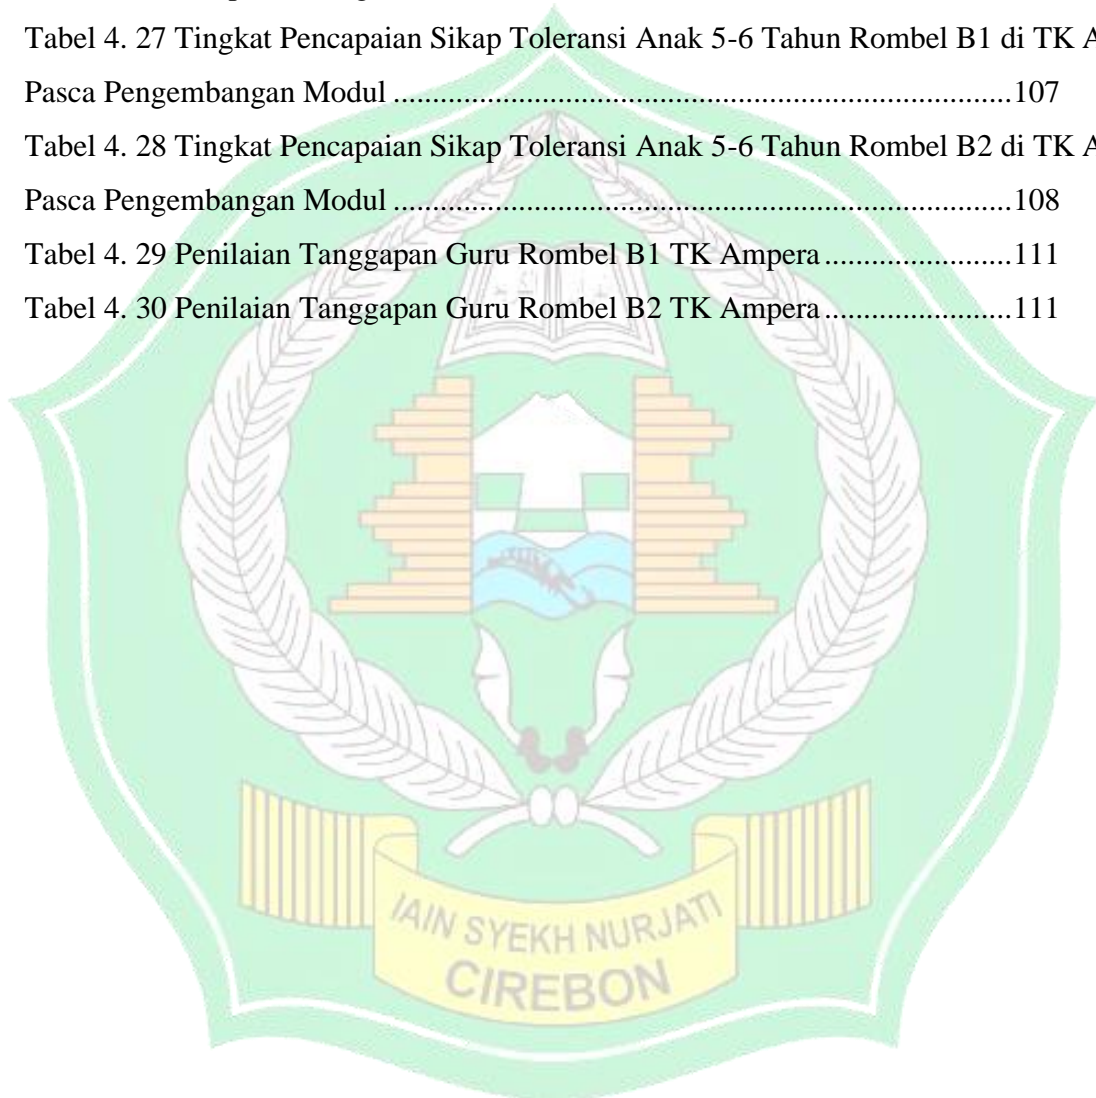 Tabel 4. 27 Tingkat Pencapaian Sikap Toleransi Anak 5-6 Tahun Rombel B1 di TK A
Pasca Pengembangan Modul ........................................................................................107
Tabel 4. 28 Tingkat Pencapaian Sikap Toleransi Anak 5-6 Tahun Rombel B2 di TK A
Pasca Pengembangan Modul ........................................................................................108
Tabel 4. 29 Penilaian Tanggapan Guru Rombel B1 TK Ampera .......................111
Tabel 4. 30 Penilaian Tanggapan Guru Rombel B2 TK Ampera .......................111
IAIN SYEKH NURJATI
CIREBON